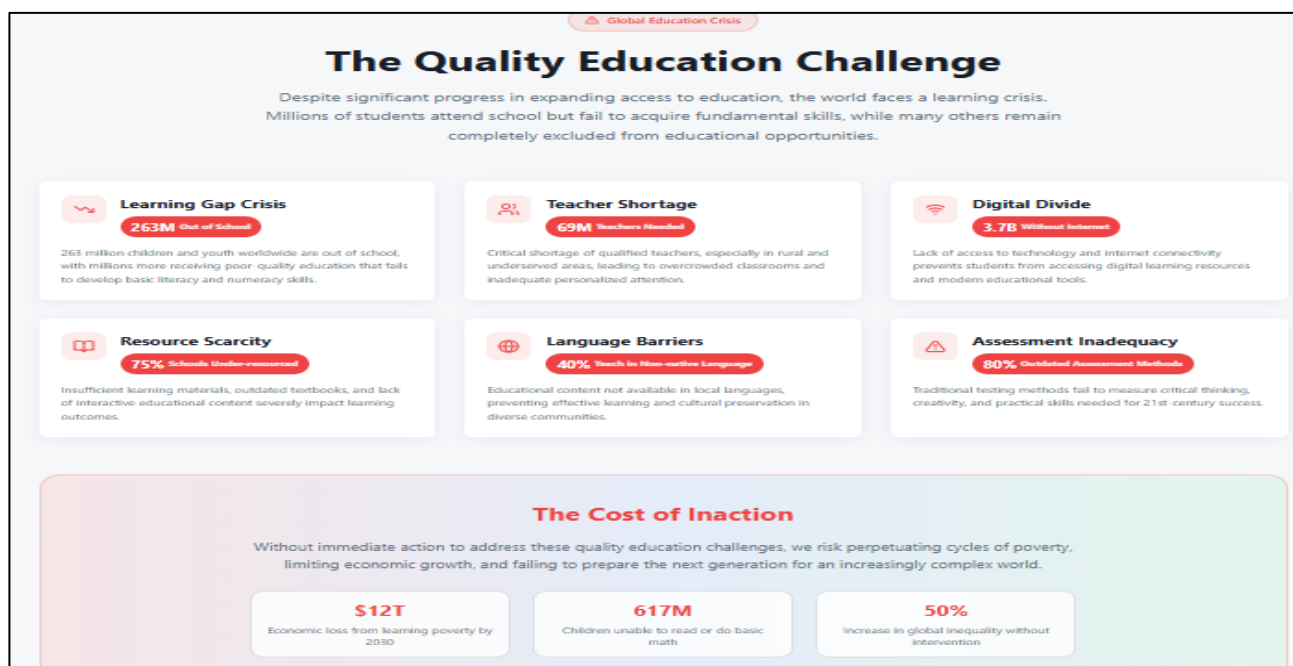 Global Education Crisis
The Quality Education Challenge
Despite significant progress in expanding access to education, the world faces a learning crisis.
Millions of students attend school but fail to acquire fundamental skills, while many others remain
completely excluded from educational opportunities.
Learning Gap Crisis
263M Out of School
263 million children and youth worldwide are out of school,
with millions more receiving poor-quality education that fails
to develop basic literacy and numeracy skills.
Teacher Shortage
69M Teachers Needed
Critical shortage of qualified teachers, especially in rural and
underserved areas, leading to overcrowded classrooms and
inadequate personalized attention.
Digital Divide
3.7B Without Internet
Lack of access to technology and internet connectivity
prevents students from accessing digital learning resources
and modern educational tools.
Resource Scarcity
75% Schools Under-resourced
Insufficient learning materials, outdated textbooks, and lack
of interactive educational content severely impact learning
outcomes.
Language Barriers
40% Teach in Non-native Language
Educational content not available in local languages,
preventing effective learning and cultural preservation in
diverse communities.
Assessment Inadequacy
80% Outdated Assessment Methods
Traditional testing methods fail to measure critical thinking,
creativity, and practical skills needed for 21st-century success.
The Cost of Inaction
Without immediate action to address these quality education challenges, we risk perpetuating cycles of poverty,
limiting economic growth, and failing to prepare the next generation for an increasingly complex world.
$12T
Economic loss from learning poverty by
2030
617M
Children unable to read or do basic
math
50%
Increase in global inequality without
intervention